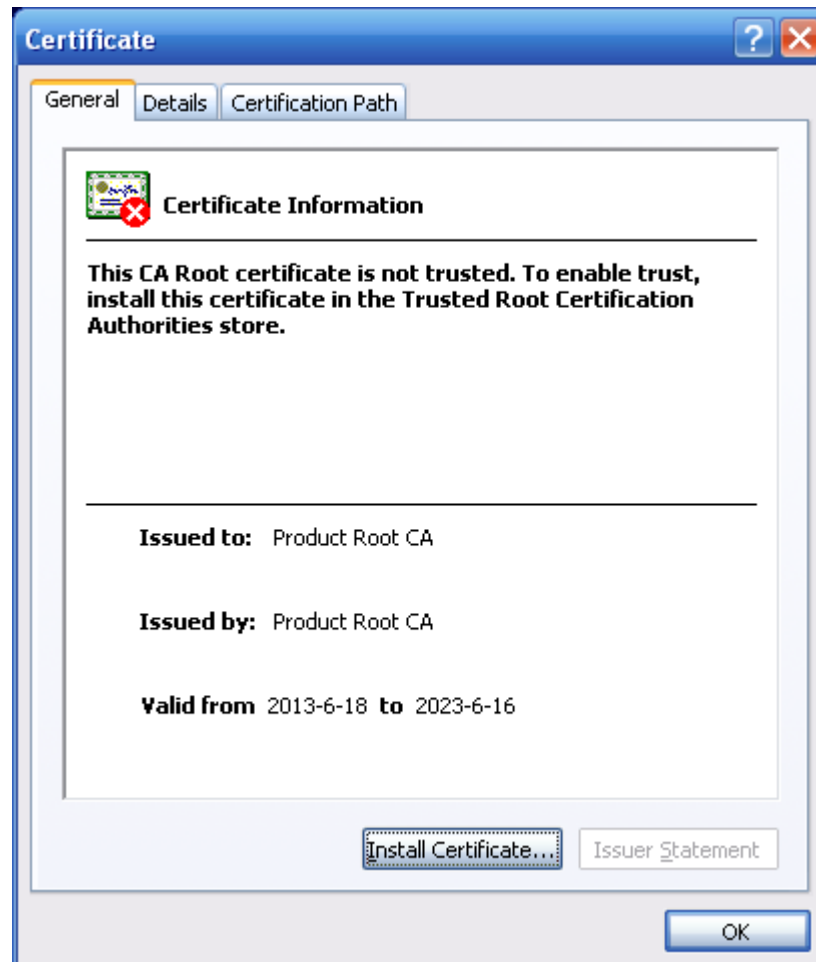 Certificate
General Details Certification Path
Certificate Information
This CA Root certificate is not trusted. To enable trust,
install this certificate in the Trusted Root Certification
Authorities store.
Issued to: Product Root CA
Issued by: Product Root CA
Valid from 2013-6-18 to 2023-6-16
Install Certificate... Issuer Statement
OK